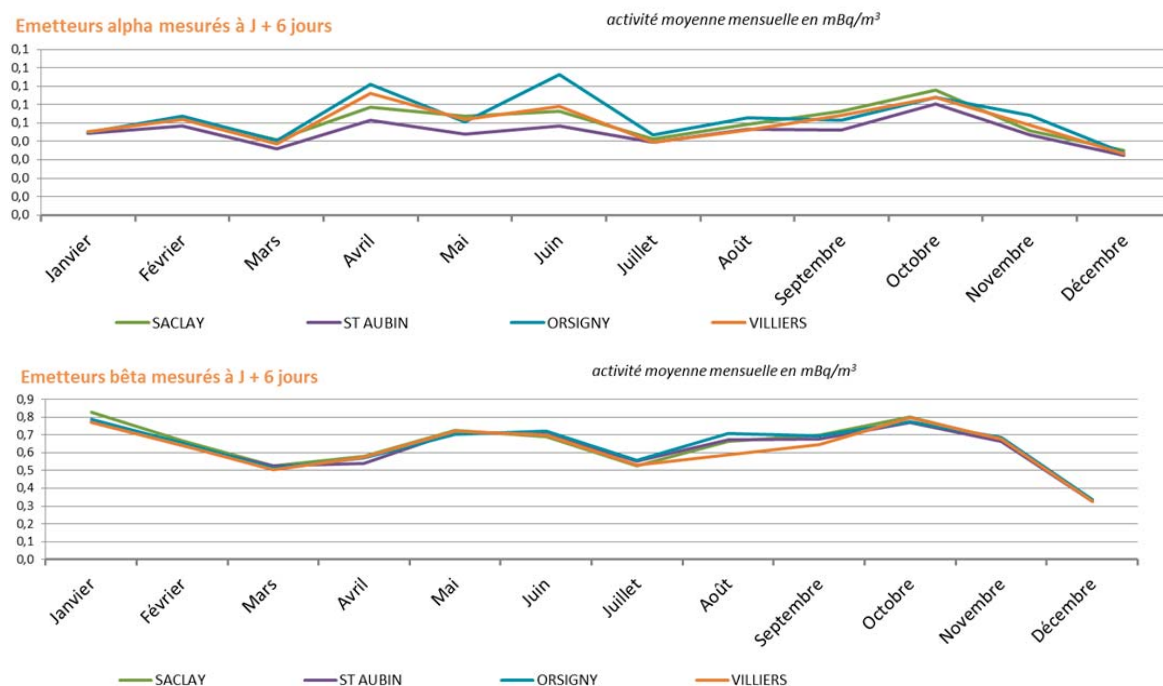 Emetteurs alpha mesurés à J + 6 jours
activité moyenne mensuelle en mBq/m³
0,1
0,1
0,1
0,1
0,1
0,0
0,0
0,0
0,0
0,0
Janvier
Février
Mars
Avril
Mai
Juin
Juillet
Août
Septembre
Octobre
Novembre
Décembre
SACLAY ST AUBIN ORSIGNY VILLIERS
Emetteurs bêta mesurés à J + 6 jours
activité moyenne mensuelle en mBq/m³
0,9
0,8
0,7
0,6
0,5
0,4
0,3
0,2
0,1
0,0
Janvier
Février
Mars
Avril
Mai
Juin
Juillet
Août
Septembre
Octobre
Novembre
Décembre
SACLAY ST AUBIN ORSIGNY VILLIERS